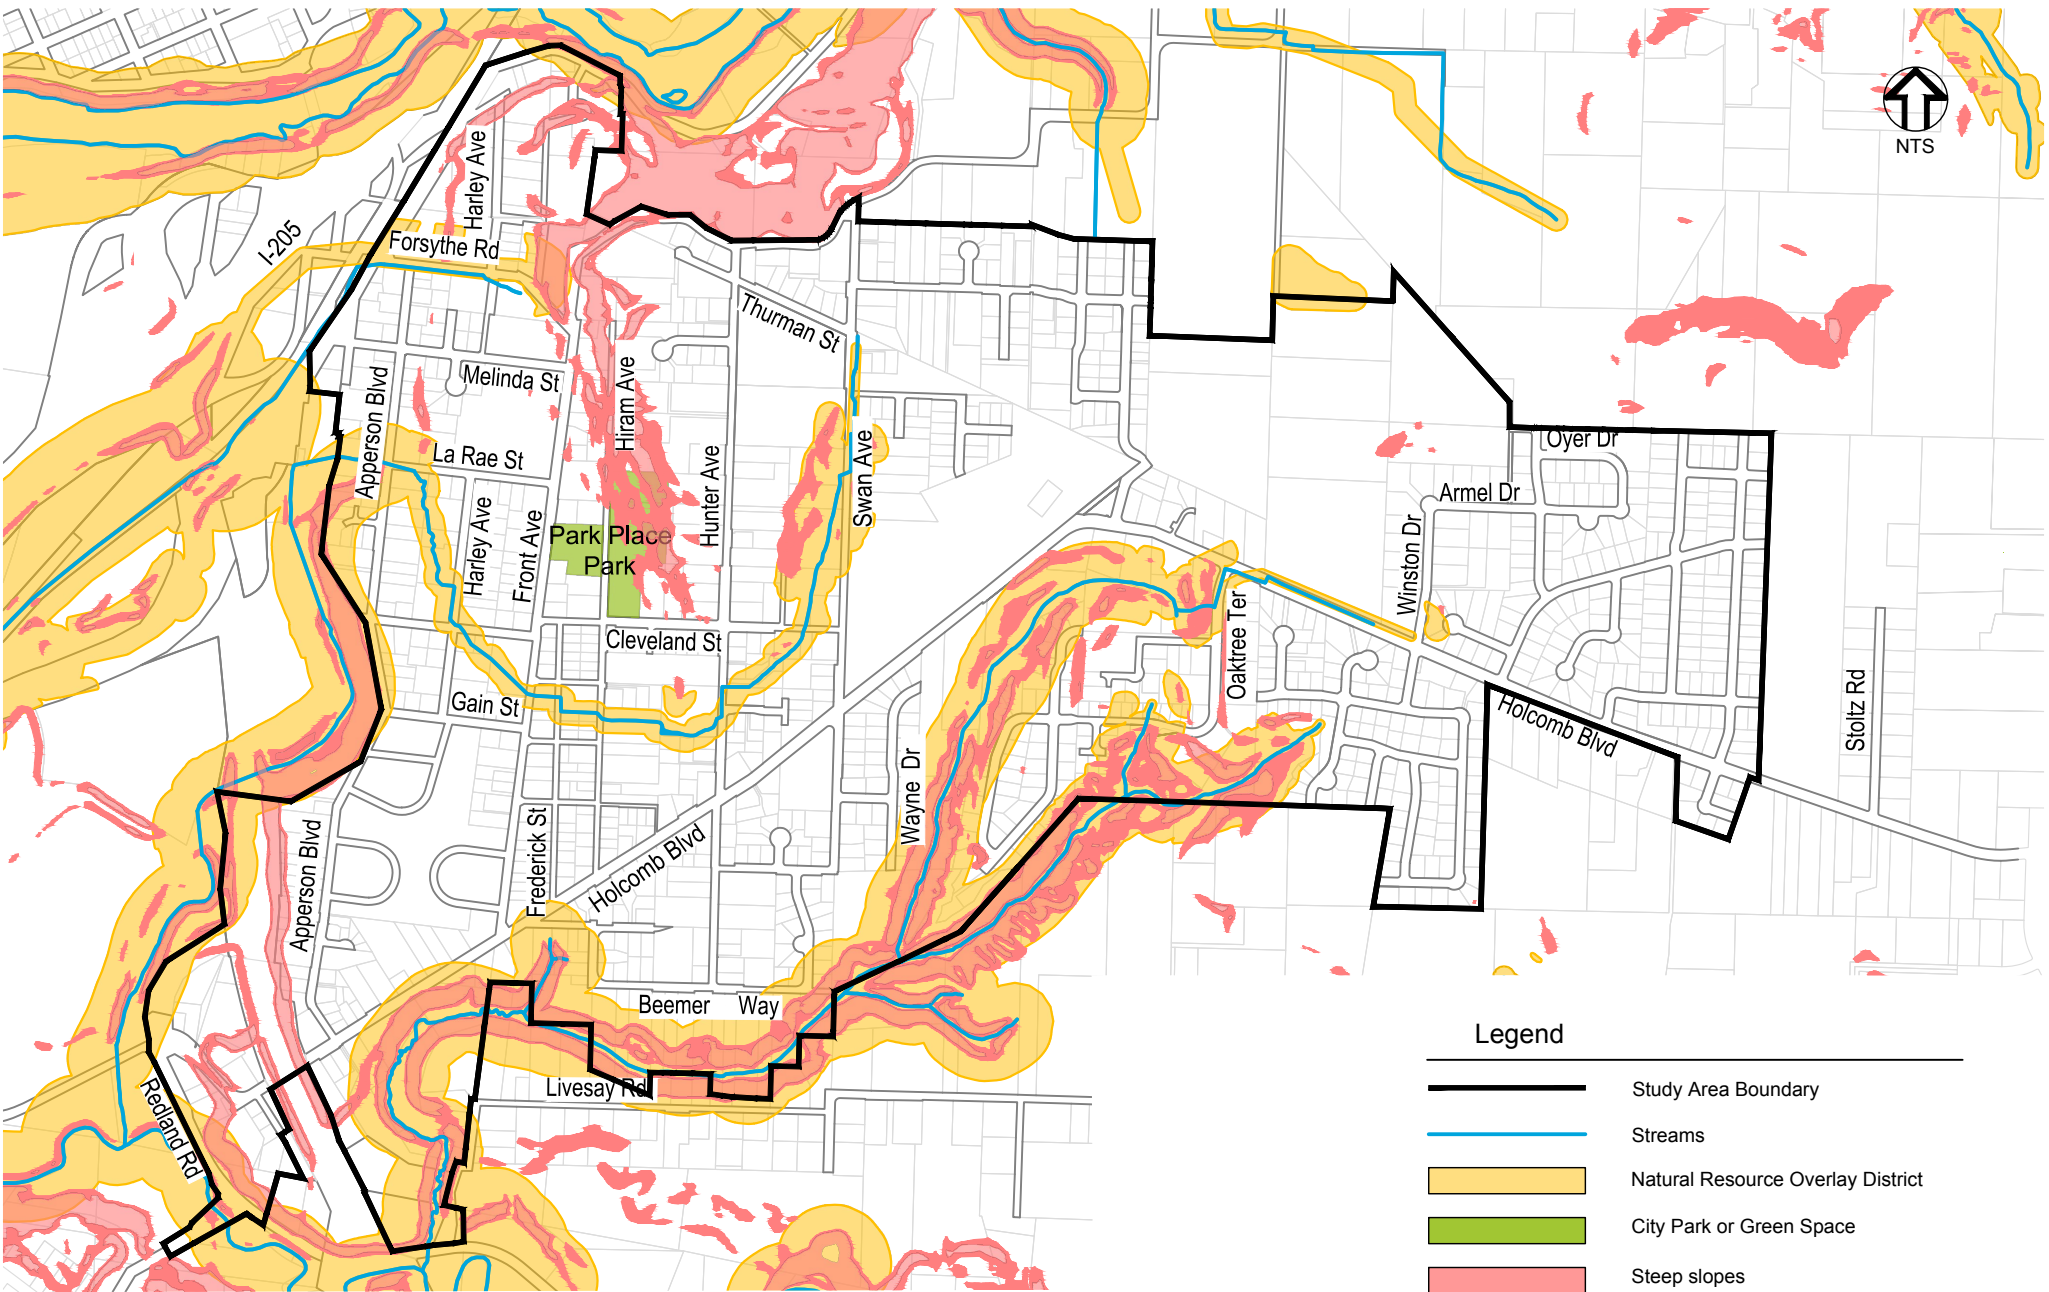 NTS
Harley Ave
I-205
Forsythe Rd
Thurman St
Melinda St
Apperson Blvd
Hiram Ave
La Rae St
Hunter Ave
Swan Ave
Oyer Dr
Armel Dr
Winston Dr
Harley Ave
Front Ave
Park Place
Park
Cleveland St
Oaktree Ter
Gain St
Holcomb Blvd
Stoltz Rd
Wayne Dr
Apperson Blvd
Frederick St
Holcomb Blvd
Beemer Way
Livesay Rd
Redland Rd
Legend
Study Area Boundary
Streams
Natural Resource Overlay District
City Park or Green Space
Steep slopes